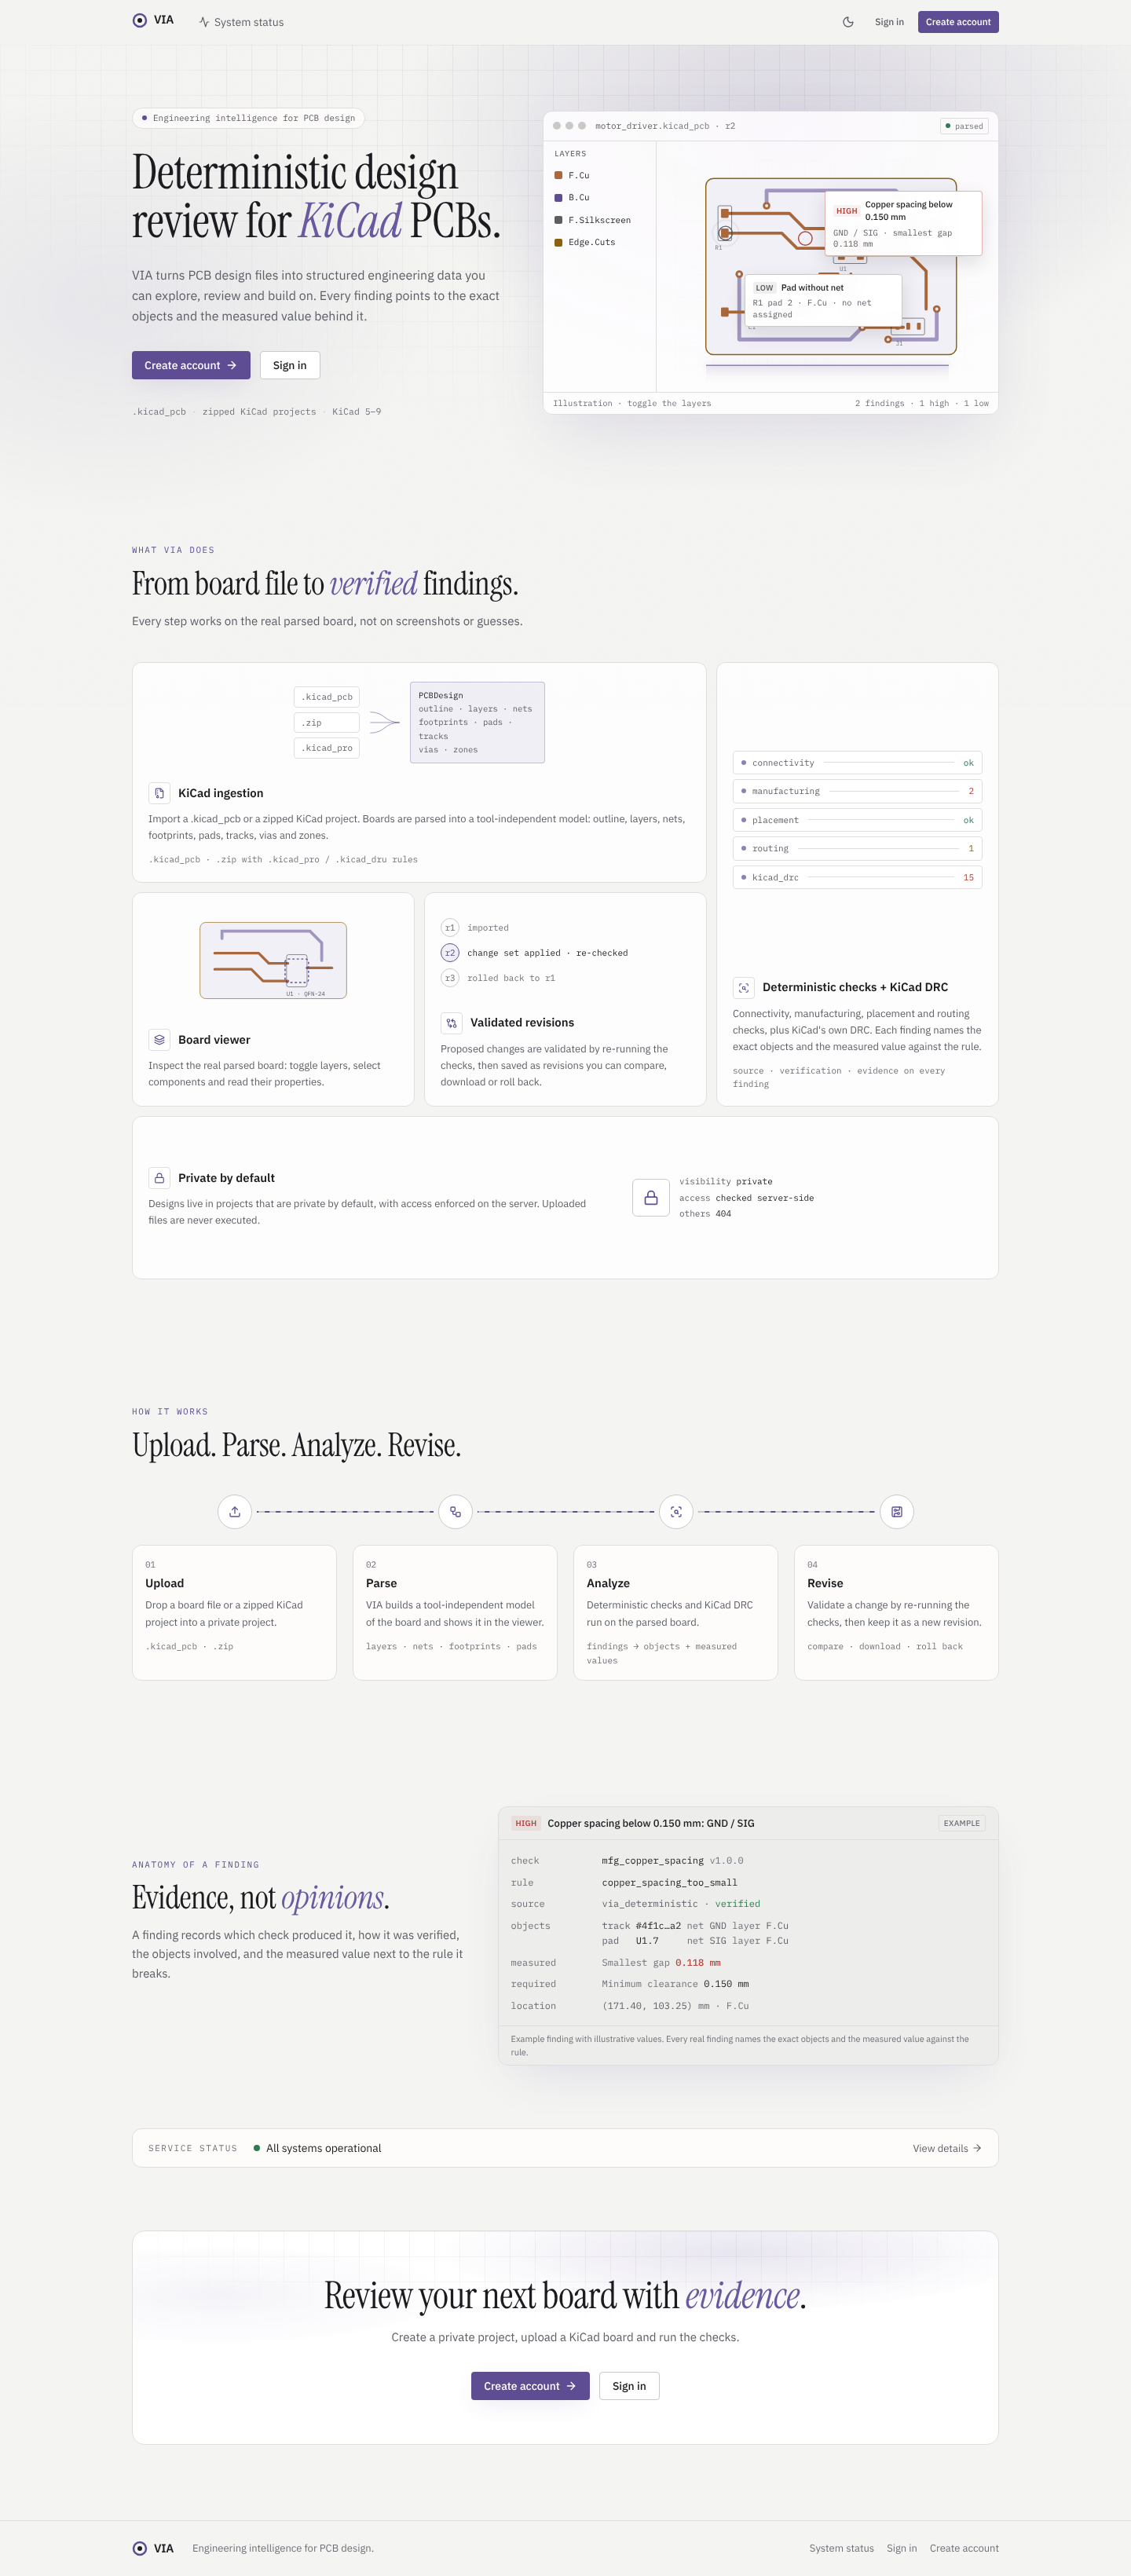 VIA
System status
Sign in
Create account
Engineering intelligence for PCB design
Deterministic design
review for KiCad PCBs.
VIA turns PCB design files into structured engineering data you
can explore, review and build on. Every finding points to the exact
objects and the measured value behind it.
Create account →
Sign in
.kicad_pcb · zipped KiCad projects · KiCad 5–9
motor_driver.kicad_pcb · r2
parsed
LAYERS
F.Cu
B.Cu
F.Silkscreen
Edge.Cuts
HIGH Copper spacing below
0.150 mm
GND / SIG · smallest gap
0.118 mm
R1
U1
LOW Pad without net
R1 pad 2 · F.Cu · no net
assigned
J1
Illustration · toggle the layers
2 findings · 1 high · 1 low
WHAT VIA DOES
From board file to verified findings.
Every step works on the real parsed board, not on screenshots or guesses.
.kicad_pcb
.zip
.kicad_pro
PCBDesign
outline · layers · nets
footprints · pads ·
tracks
vias · zones
KiCad ingestion
Import a .kicad_pcb or a zipped KiCad project. Boards are parsed into a tool-independent model: outline, layers, nets,
footprints, pads, tracks, vias and zones.
.kicad_pcb · .zip with .kicad_pro / .kicad_dru rules
connectivity ok
manufacturing 2
placement ok
routing 1
kicad_drc 15
Deterministic checks + KiCad DRC
Connectivity, manufacturing, placement and routing
checks, plus KiCad's own DRC. Each finding names the
exact objects and the measured value against the rule.
source · verification · evidence on every
finding
U1 · QFN-24
Board viewer
Inspect the real parsed board: toggle layers, select
components and read their properties.
r1 imported
r2 change set applied · re-checked
r3 rolled back to r1
Validated revisions
Proposed changes are validated by re-running the
checks, then saved as revisions you can compare,
download or roll back.
Private by default
Designs live in projects that are private by default, with access enforced on the server. Uploaded
files are never executed.
visibility private
access checked server-side
others 404
HOW IT WORKS
Upload. Parse. Analyze. Revise.
01
Upload
Drop a board file or a zipped KiCad
project into a private project.
.kicad_pcb · .zip
02
Parse
VIA builds a tool-independent model
of the board and shows it in the viewer.
layers · nets · footprints · pads
03
Analyze
Deterministic checks and KiCad DRC
run on the parsed board.
findings → objects + measured
values
04
Revise
Validate a change by re-running the
checks, then keep it as a new revision.
compare · download · roll back
ANATOMY OF A FINDING
Evidence, not opinions.
A finding records which check produced it, how it was verified,
the objects involved, and the measured value next to the rule it
breaks.
HIGH Copper spacing below 0.150 mm: GND / SIG
EXAMPLE
check mfg_copper_spacing v1.0.0
rule copper_spacing_too_small
source via_deterministic · verified
objects track #4f1c…a2 net GND layer F.Cu
pad U1.7 net SIG layer F.Cu
measured Smallest gap 0.118 mm
required Minimum clearance 0.150 mm
location (171.40, 103.25) mm · F.Cu
Example finding with illustrative values. Every real finding names the exact objects and the measured value against the
rule.
SERVICE STATUS
All systems operational
View details →
Review your next board with evidence.
Create a private project, upload a KiCad board and run the checks.
Create account →
Sign in
VIA
Engineering intelligence for PCB design.
System status
Sign in
Create account